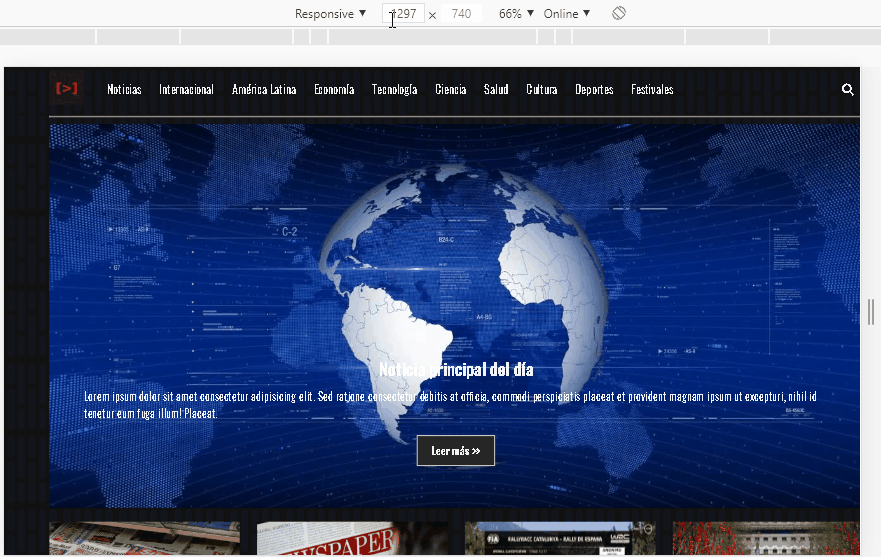 Responsive ▼ 1297 × 740 66% ▼ Online ▼
[>] Noticias Internacional América Latina Economía Tecnología Ciencia Salud Cultura Deportes Festivales
C-2
B24-C
G7
A4-BG
Noticia principal del día
Lorem ipsum dolor sit amet consectetur adipisicing elit. Sed ratione consectetur debitis at officia, commodi perspiciatis placeat et provident magnam ipsum ut excepturi, nihil id
tenetur eum fuga illum! Placeat.
Leer más »
NEWSPAPER
FIA RALLYRACC CATALUNYA - RALLY DE ESPAÑA WRC